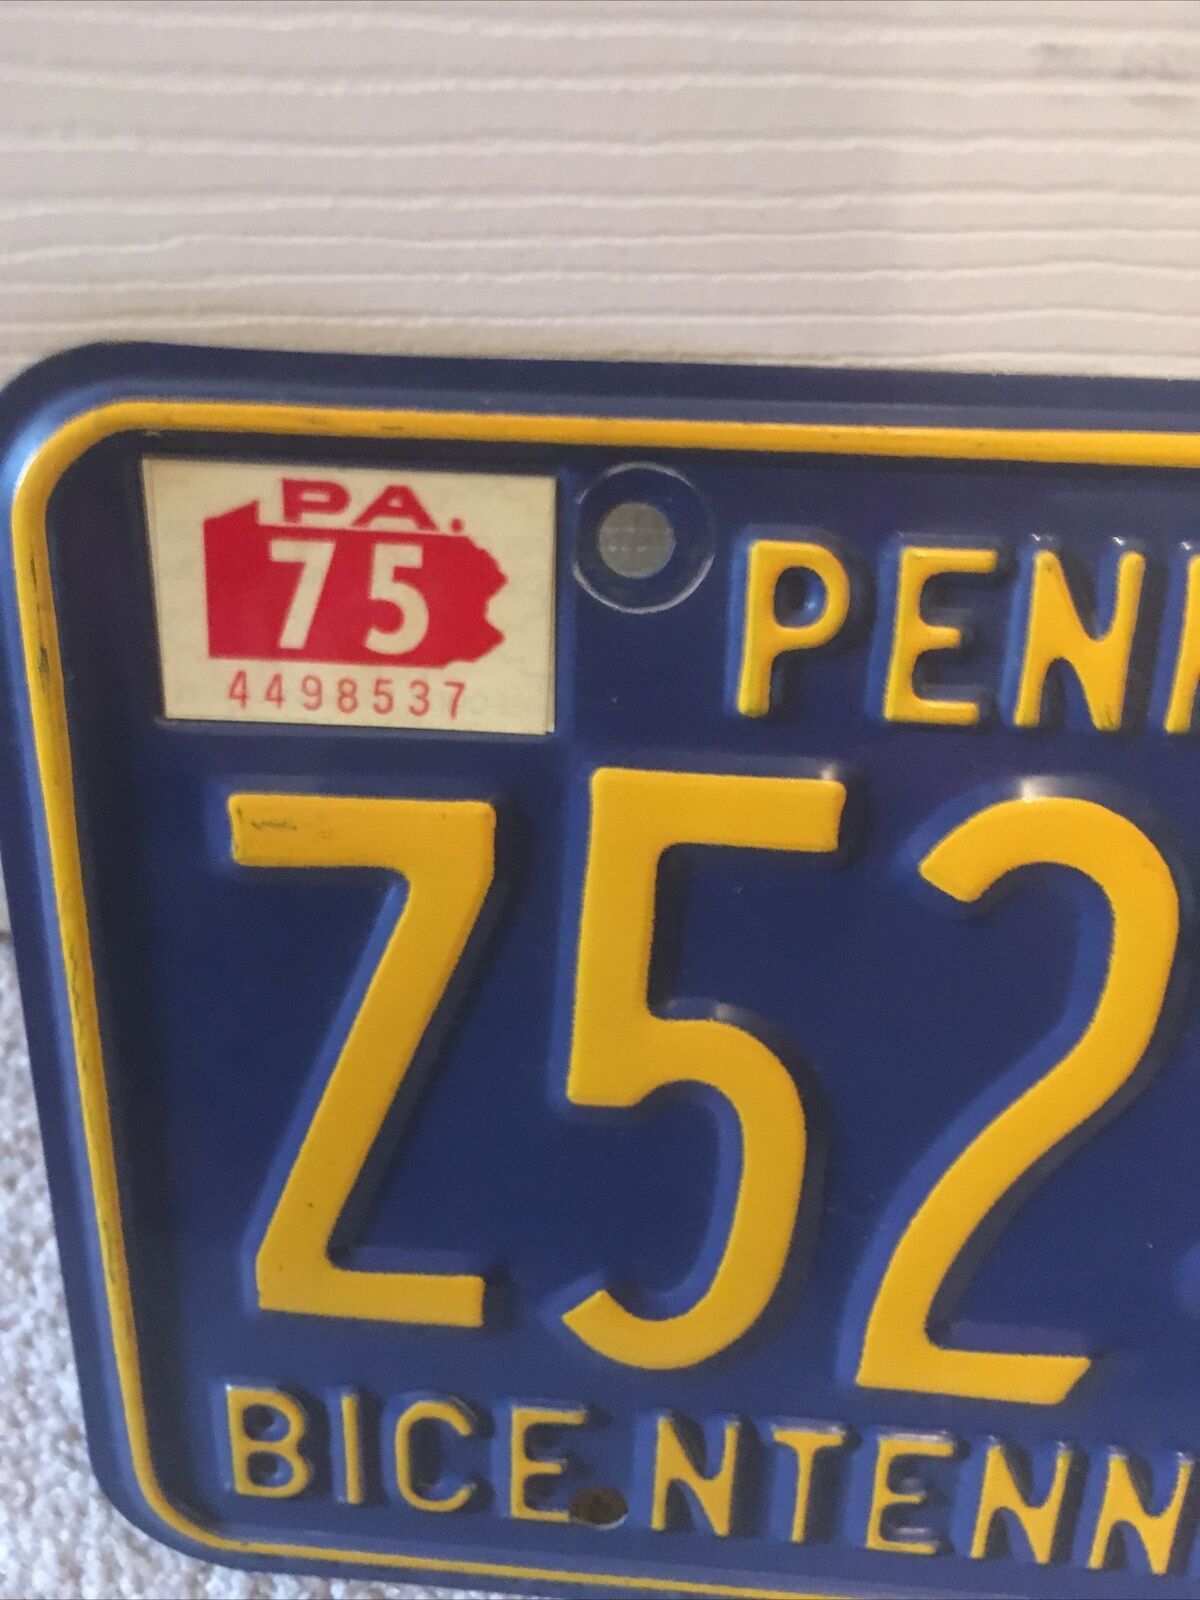 PA.
75
4498537
PENN
Z52
BICENTENN